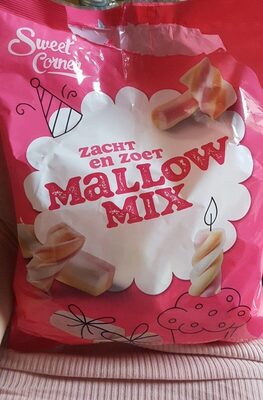 Sweet
Corner
ZACHT
en ZOET
MaLLOW
MIX